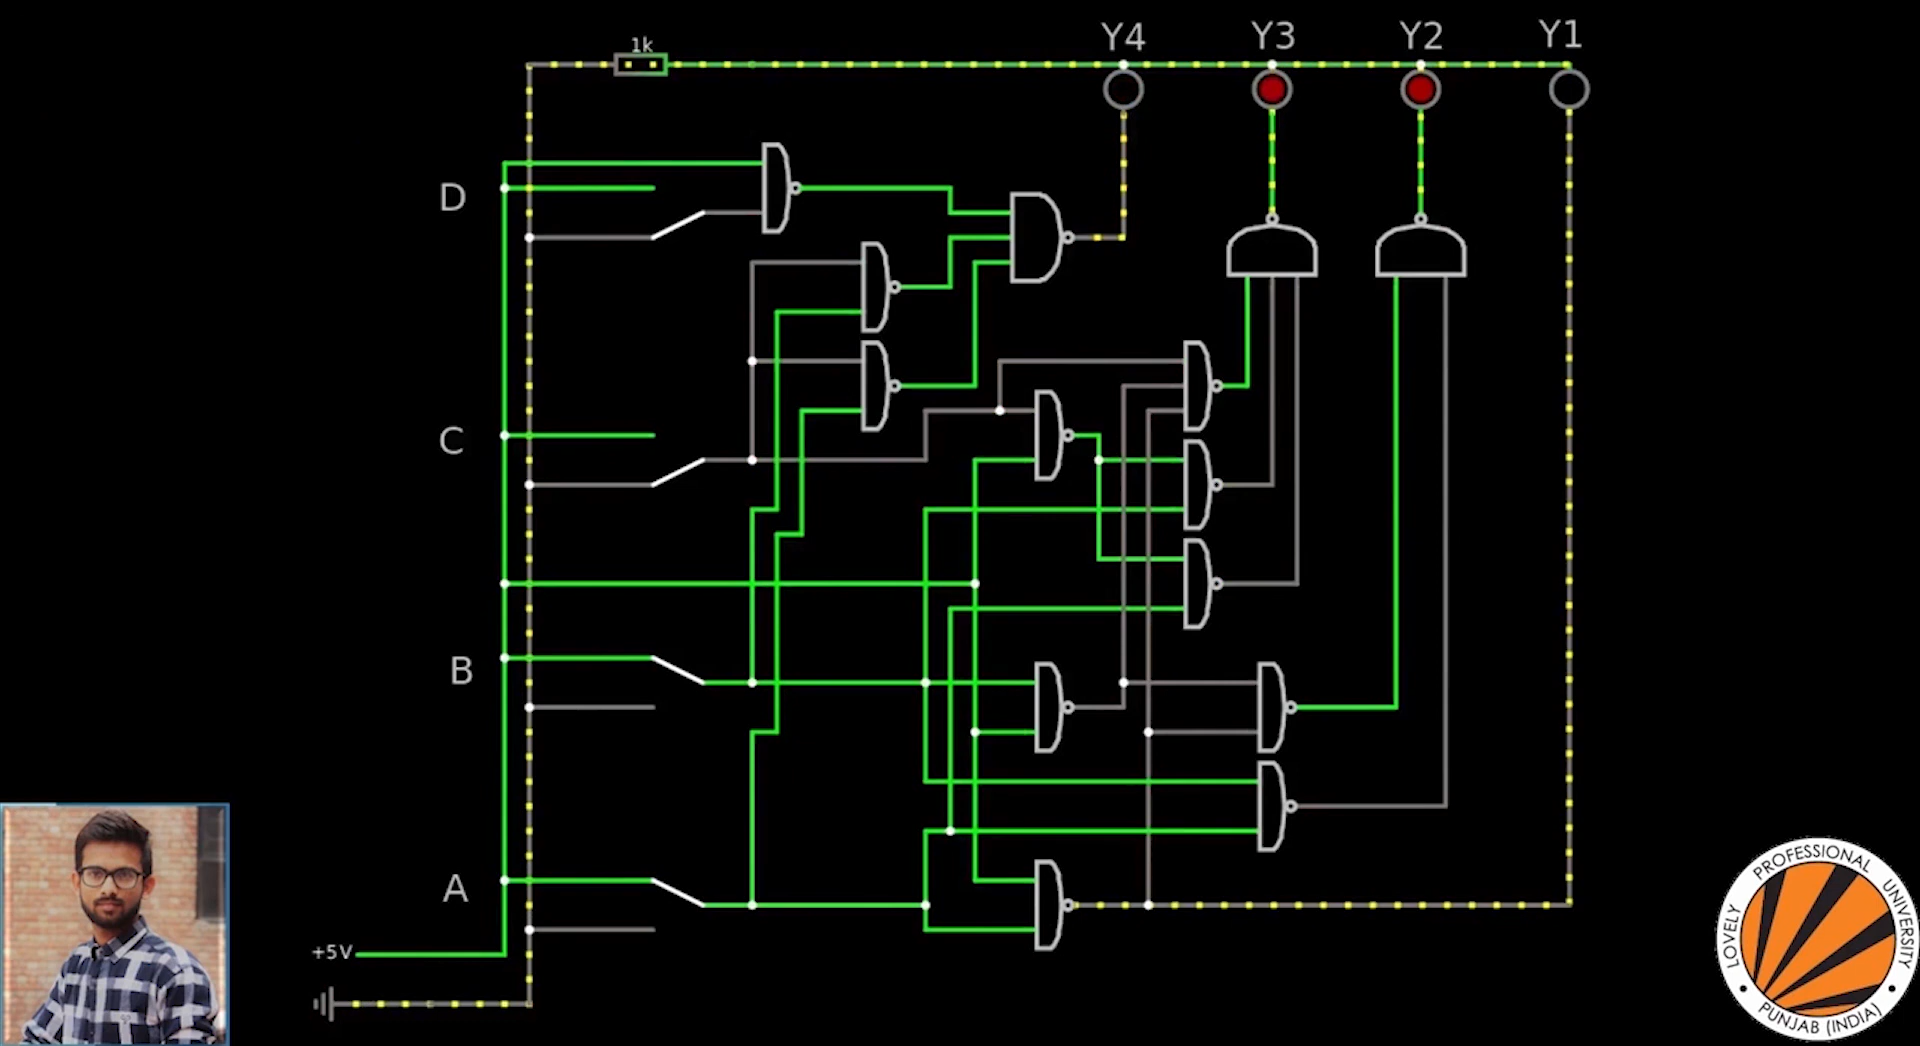 1k
Y4
Y3
Y2
Y1
D
C
B
A
+5V
LOVELY PROFESSIONAL UNIVERSITY
PUNJAB (INDIA)